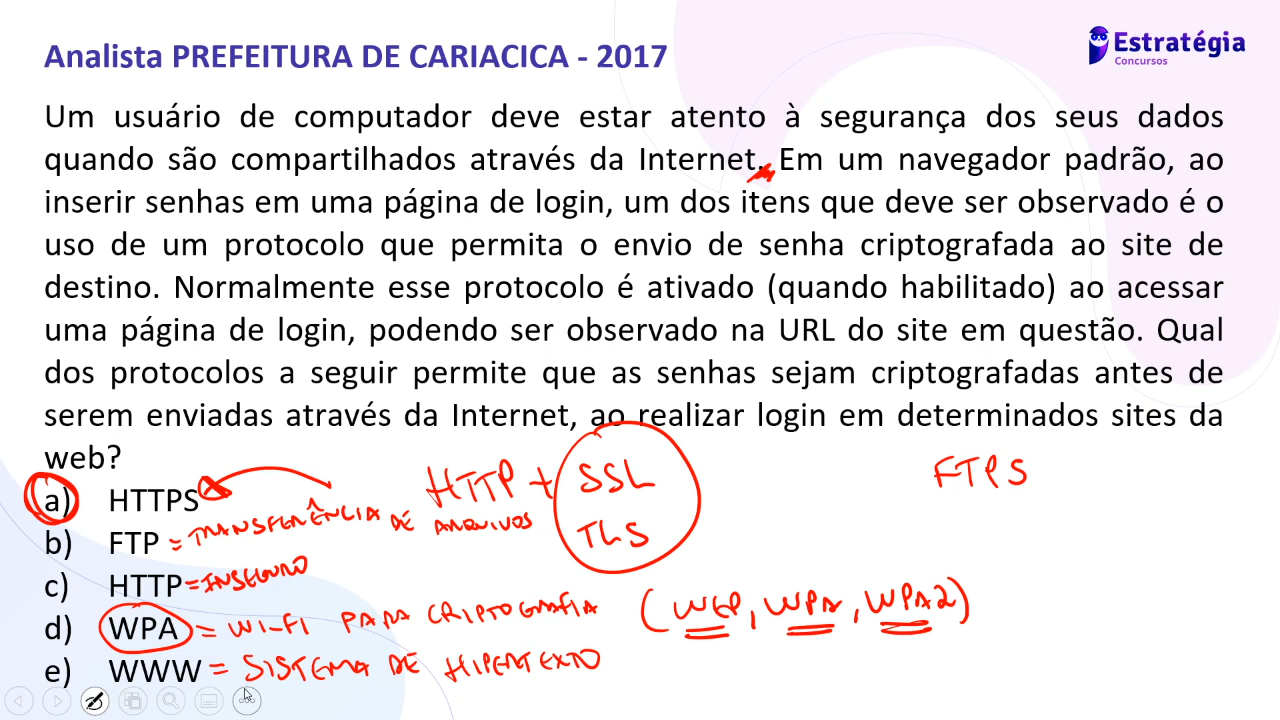 Analista PREFEITURA DE CARIACICA - 2017
Estratégia
Concursos
Um usuário de computador deve estar atento à segurança dos seus dados
quando são compartilhados através da Internet. Em um navegador padrão, ao
inserir senhas em uma página de login, um dos itens que deve ser observado é o
uso de um protocolo que permita o envio de senha criptografada ao site de
destino. Normalmente esse protocolo é ativado (quando habilitado) ao acessar
uma página de login, podendo ser observado na URL do site em questão. Qual
dos protocolos a seguir permite que as senhas sejam criptografadas antes de
serem enviadas através da Internet, ao realizar login em determinados sites da
web?
a) HTTPS HTTP + SSL TLS FTPS
b) FTP = TRANSFERÊNCIA DE ARQUIVOS
c) HTTP = INSEGURO
d) WPA = WI-FI PARA CRIPTOGRAFIA (WEP, WPA, WPA2)
e) WWW = SISTEMA DE HIPERTEXTO